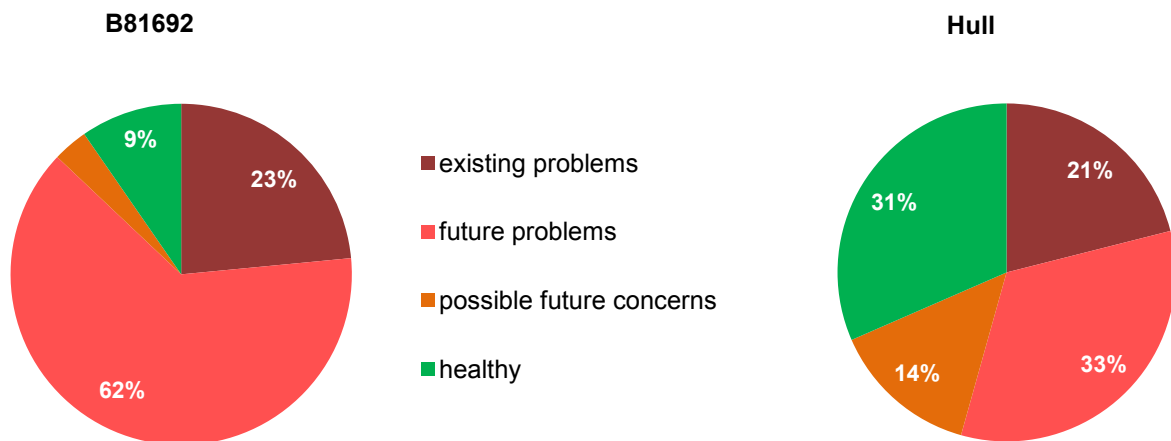 B81692
Hull
9%
23%
62%
existing problems
future problems
possible future concerns
healthy
31%
21%
14%
33%